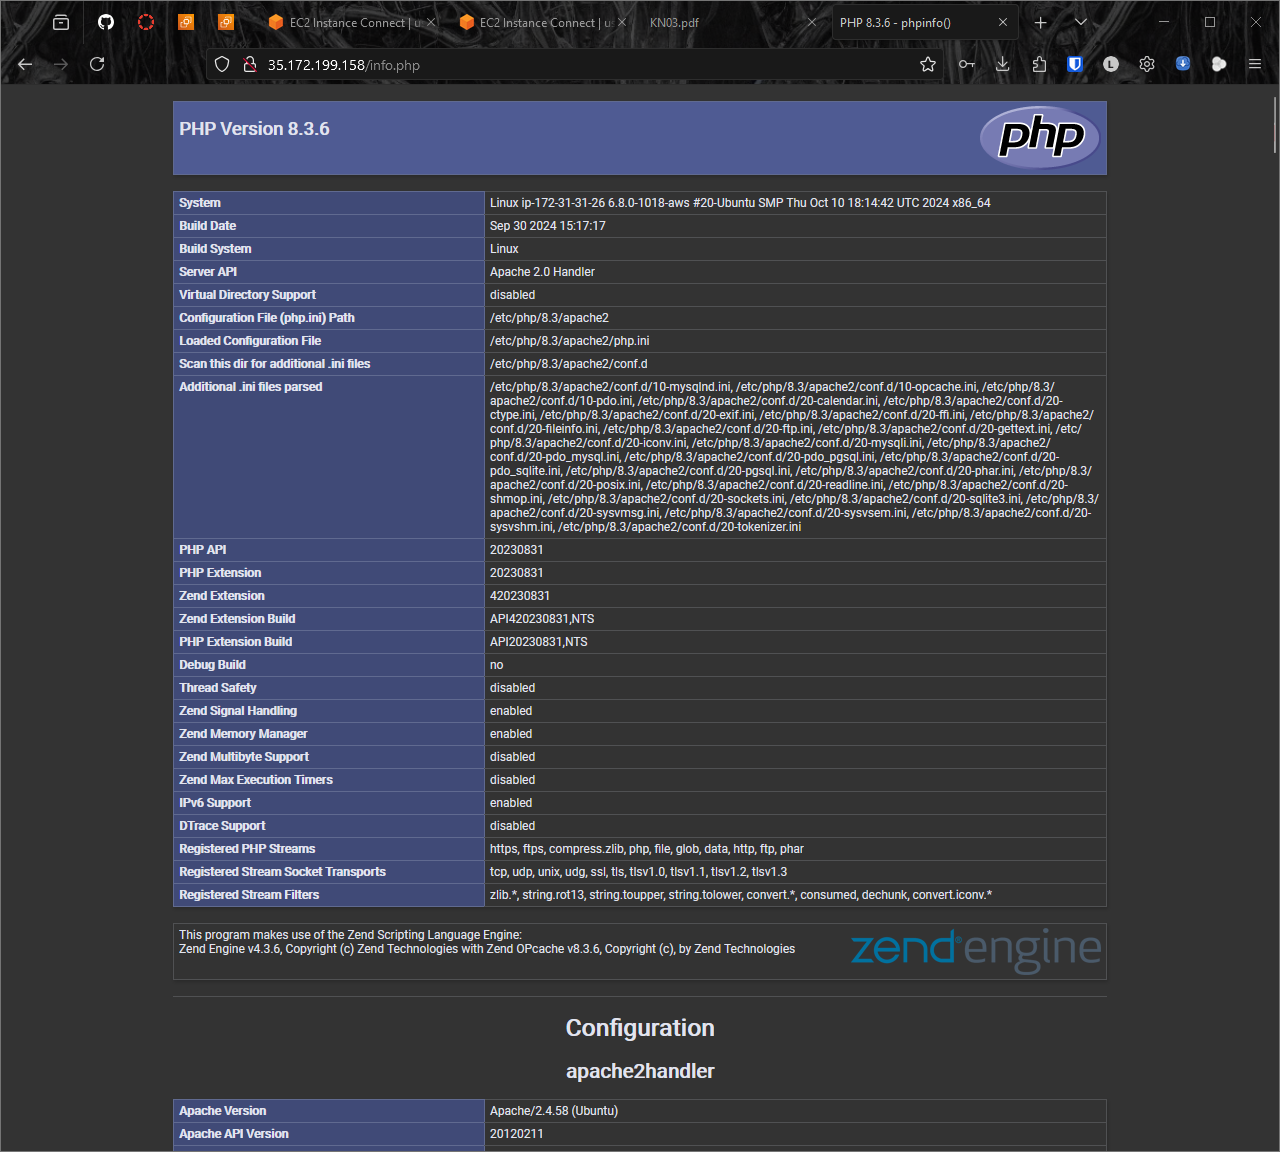 EC2 Instance Connect | us
EC2 Instance Connect | us
KN03.pdf
PHP 8.3.6 - phpinfo()
35.172.199.158/info.php
L
PHP Version 8.3.6
php
System Linux ip-172-31-31-26 6.8.0-1018-aws #20-Ubuntu SMP Thu Oct 10 18:14:42 UTC 2024 x86_64
Build Date Sep 30 2024 15:17:17
Build System Linux
Server API Apache 2.0 Handler
Virtual Directory Support disabled
Configuration File (php.ini) Path /etc/php/8.3/apache2
Loaded Configuration File /etc/php/8.3/apache2/php.ini
Scan this dir for additional .ini files /etc/php/8.3/apache2/conf.d
Additional .ini files parsed /etc/php/8.3/apache2/conf.d/10-mysqlnd.ini, /etc/php/8.3/apache2/conf.d/10-opcache.ini, /etc/php/8.3/
apache2/conf.d/10-pdo.ini, /etc/php/8.3/apache2/conf.d/20-calendar.ini, /etc/php/8.3/apache2/conf.d/20-
ctype.ini, /etc/php/8.3/apache2/conf.d/20-exif.ini, /etc/php/8.3/apache2/conf.d/20-ffi.ini, /etc/php/8.3/apache2/
conf.d/20-fileinfo.ini, /etc/php/8.3/apache2/conf.d/20-ftp.ini, /etc/php/8.3/apache2/conf.d/20-gettext.ini, /etc/
php/8.3/apache2/conf.d/20-iconv.ini, /etc/php/8.3/apache2/conf.d/20-mysqli.ini, /etc/php/8.3/apache2/
conf.d/20-pdo_mysql.ini, /etc/php/8.3/apache2/conf.d/20-pdo_pgsql.ini, /etc/php/8.3/apache2/conf.d/20-
pdo_sqlite.ini, /etc/php/8.3/apache2/conf.d/20-pgsql.ini, /etc/php/8.3/apache2/conf.d/20-phar.ini, /etc/php/8.3/
apache2/conf.d/20-posix.ini, /etc/php/8.3/apache2/conf.d/20-readline.ini, /etc/php/8.3/apache2/conf.d/20-
shmop.ini, /etc/php/8.3/apache2/conf.d/20-sockets.ini, /etc/php/8.3/apache2/conf.d/20-sqlite3.ini, /etc/php/8.3/
apache2/conf.d/20-sysvmsg.ini, /etc/php/8.3/apache2/conf.d/20-sysvsem.ini, /etc/php/8.3/apache2/conf.d/20-
sysvshm.ini, /etc/php/8.3/apache2/conf.d/20-tokenizer.ini
PHP API 20230831
PHP Extension 20230831
Zend Extension 420230831
Zend Extension Build API420230831,NTS
PHP Extension Build API20230831,NTS
Debug Build no
Thread Safety disabled
Zend Signal Handling enabled
Zend Memory Manager enabled
Zend Multibyte Support disabled
Zend Max Execution Timers disabled
IPv6 Support enabled
DTrace Support disabled
Registered PHP Streams https, ftps, compress.zlib, php, file, glob, data, http, ftp, phar
Registered Stream Socket Transports tcp, udp, unix, udg, ssl, tls, tlsv1.0, tlsv1.1, tlsv1.2, tlsv1.3
Registered Stream Filters zlib.*, string.rot13, string.toupper, string.tolower, convert.*, consumed, dechunk, convert.iconv.*
This program makes use of the Zend Scripting Language Engine:
Zend Engine v4.3.6, Copyright (c) Zend Technologies with Zend OPcache v8.3.6, Copyright (c), by Zend Technologies
zend®engine
Configuration
apache2handler
Apache Version Apache/2.4.58 (Ubuntu)
Apache API Version 20120211